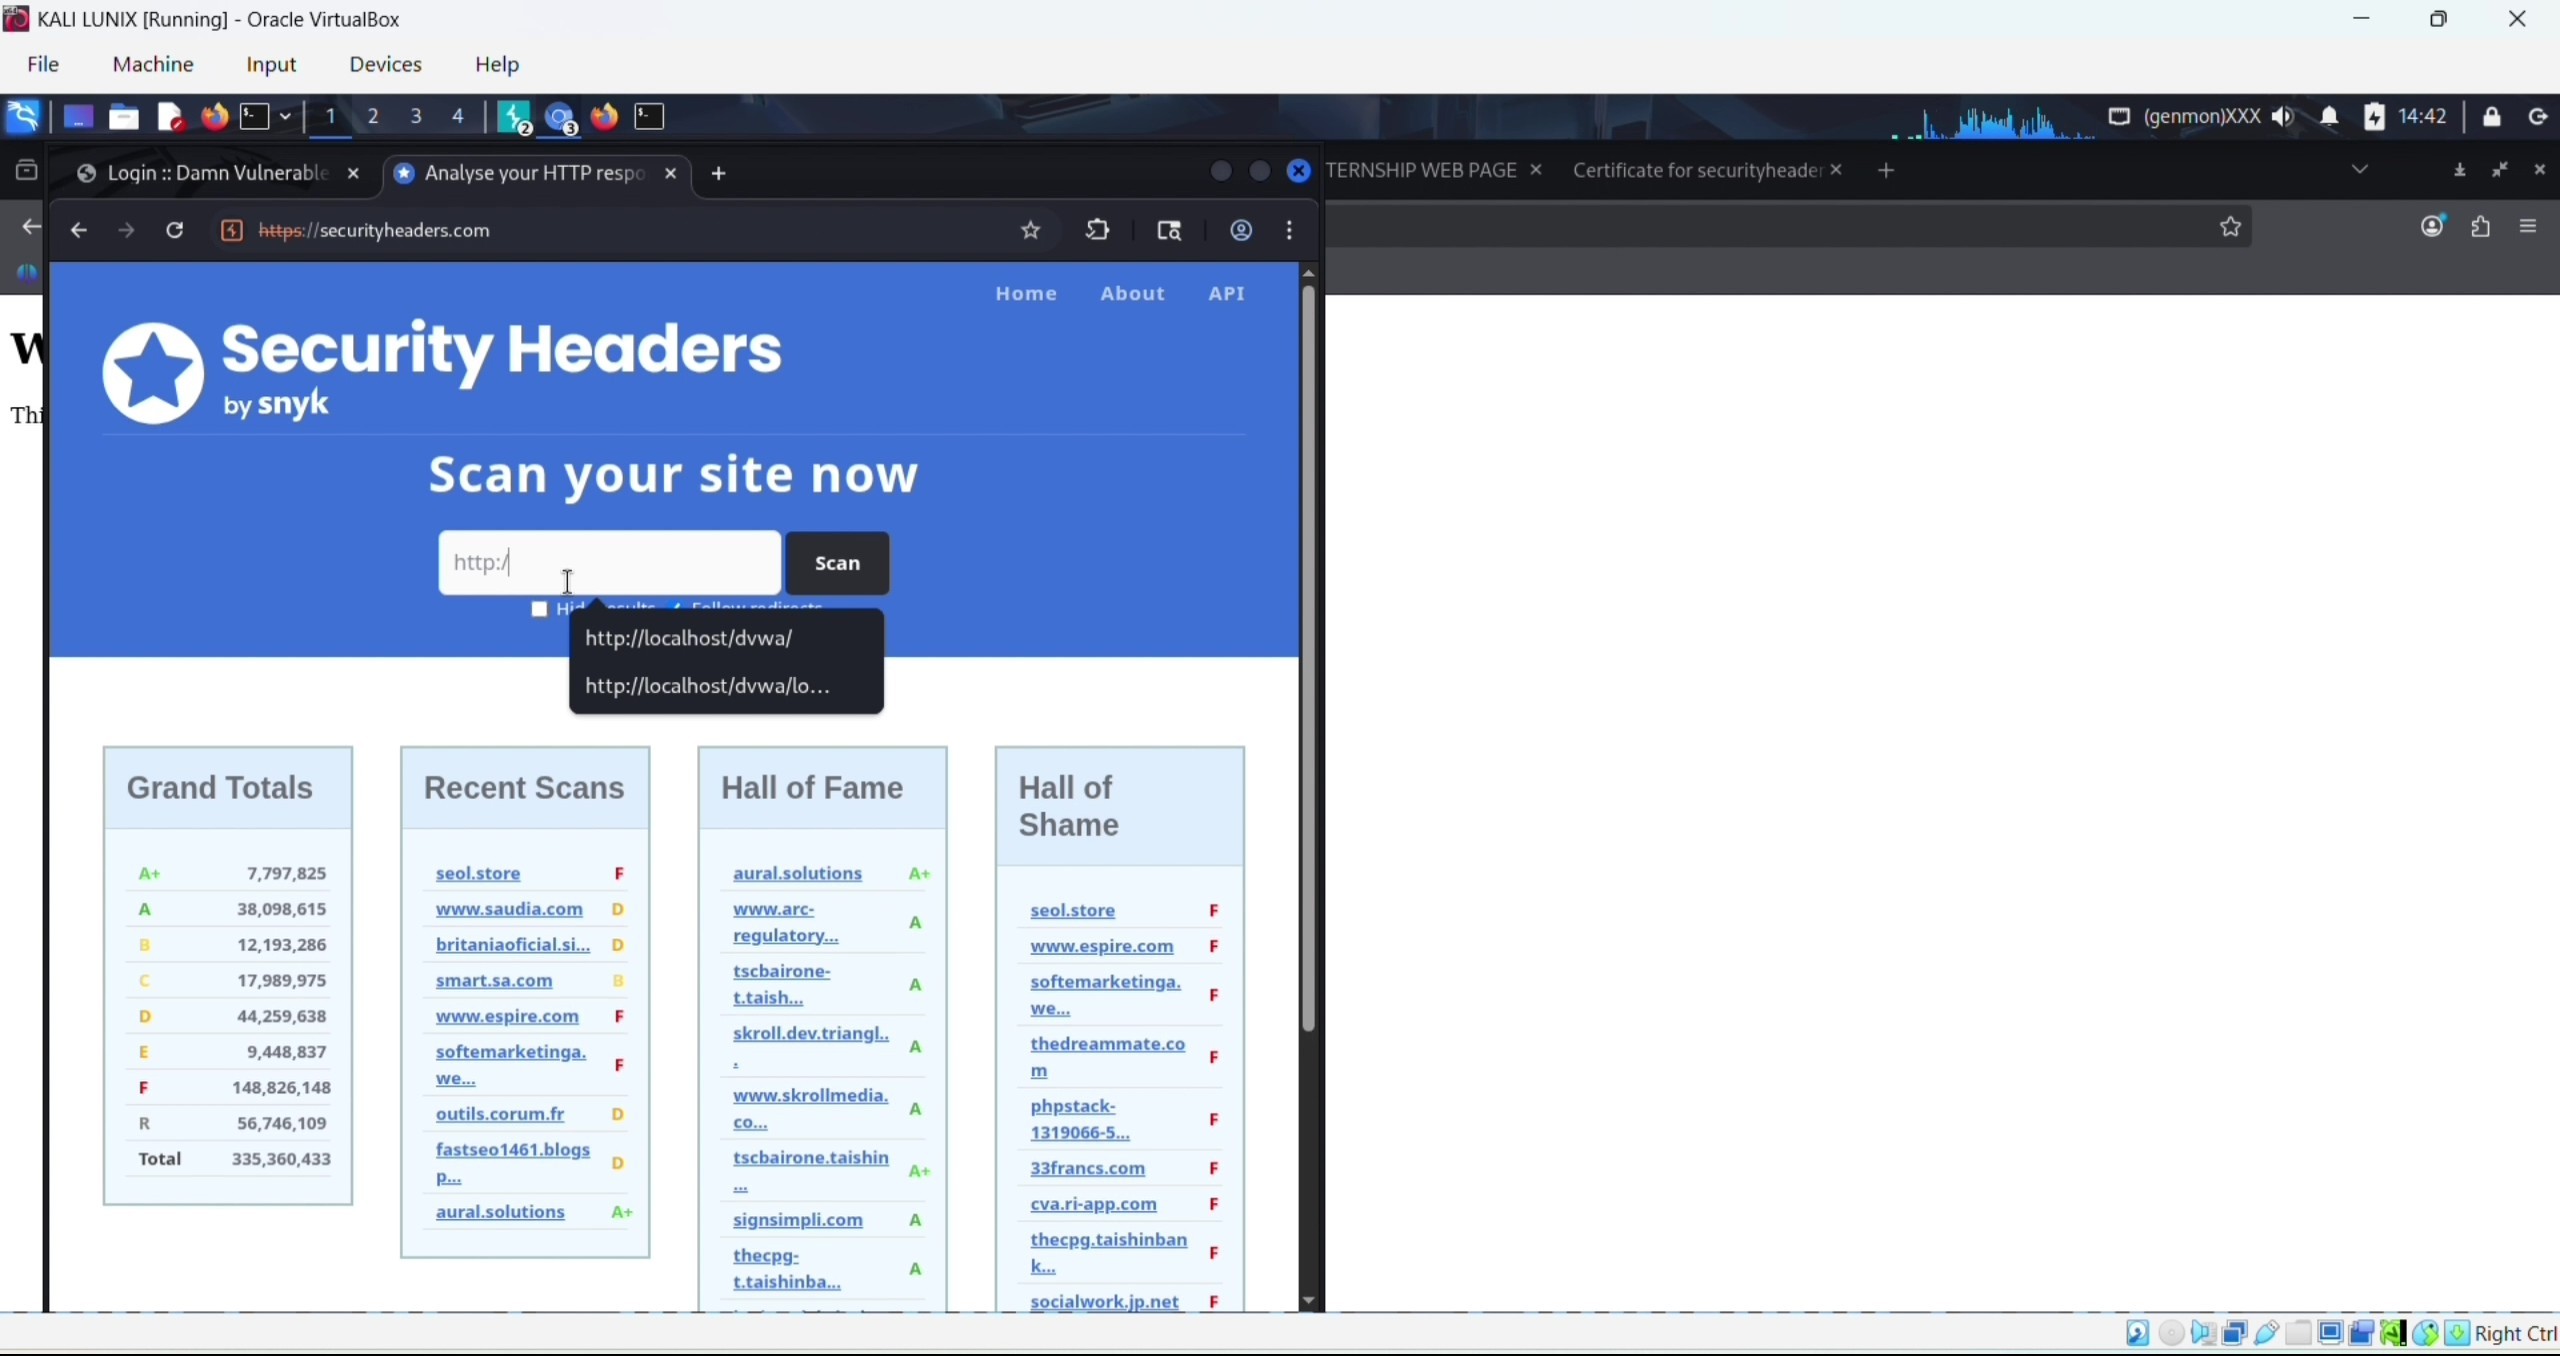 KALI LUNIX [Running] - Oracle VirtualBox
File Machine Input Devices Help
1 2 3 4 2 3 (genmon)XXX 14:42
Login :: Damn Vulnerable Analyse your HTTP respo TERNSHIP WEB PAGE Certificate for securityheader
https://securityheaders.com
Home About API
Security Headers
by snyk
W
Thi
Scan your site now
http:/ Scan
Follow redirects
http://localhost/dvwa/
http://localhost/dvwa/lo...
Grand Totals
A+ 7,797,825
A 38,098,615
B 12,193,286
C 17,989,975
D 44,259,638
E 9,448,837
F 148,826,148
R 56,746,109
Total 335,360,433
Recent Scans
seol.store F
www.saudia.com D
britaniaoficial.si... D
smart.sa.com B
www.espire.com F
softemarketinga.
we... F
outils.corum.fr D
fastseo1461.blogs
p... D
aural.solutions A+
Hall of Fame
aural.solutions A+
www.arc-
regulatory... A
tscbairone-
t.taish... A
skroll.dev.triangl..
. A
www.skrollmedia.
co... A
tscbairone.taishin
... A+
signsimpli.com A
thecpg-
t.taishinba... A
Hall of
Shame
seol.store F
www.espire.com F
softemarketinga.
we... F
thedreammate.co
m F
phpstack-
1319066-5... F
33francs.com F
cva.ri-app.com F
thecpg.taishinban
k... F
socialwork.jp.net F
Right Ctrl